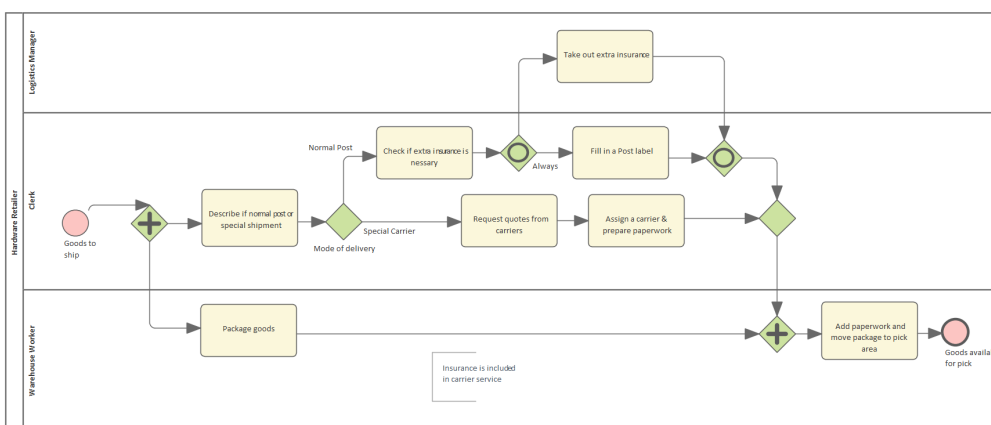 Hardware Retailer
Logistics Manager
Take out extra insurance
Clerk
Normal Post
Check if extra insurance is
nessary
Always
Fill in a Post label
Goods to
ship
Describe if normal post or
special shipment
Mode of delivery
Special Carrier
Request quotes from
carriers
Assign a carrier &
prepare paperwork
Warehouse Worker
Package goods
Insurance is included
in carrier service
Add paperwork and
move package to pick
area
Goods availa
for pick